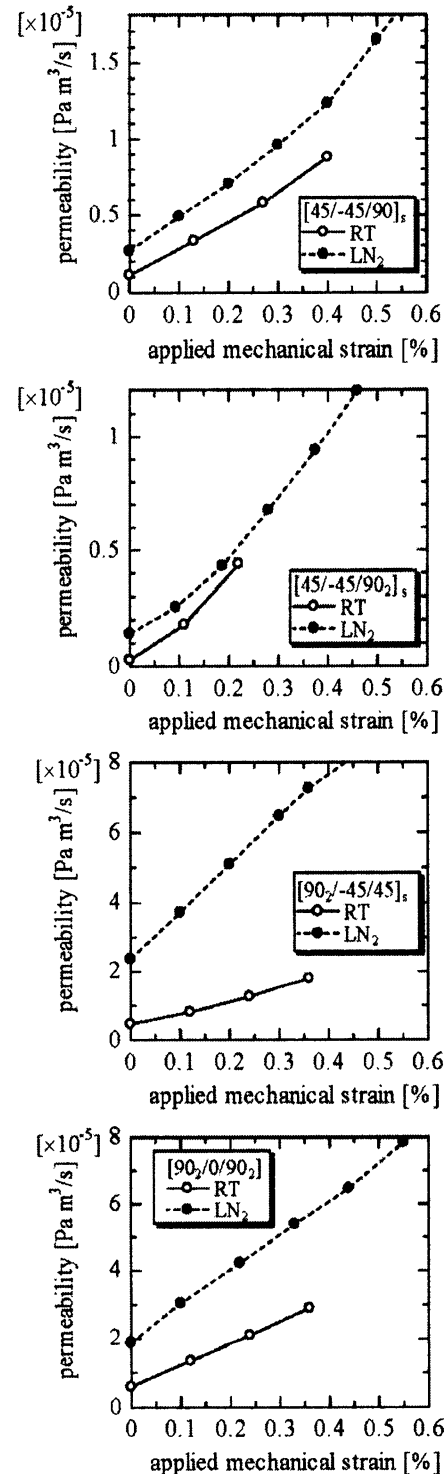 [×10⁻⁵]
permeability [Pa m³/s]
1.5
1
0.5
0
[45/-45/90]ₛ
RT
LN₂
0 0.1 0.2 0.3 0.4 0.5 0.6
applied mechanical strain [%]
[×10⁻⁵]
permeability [Pa m³/s]
1
0.5
0
[45/-45/90₂]ₛ
RT
LN₂
0 0.1 0.2 0.3 0.4 0.5 0.6
applied mechanical strain [%]
[×10⁻⁵]
permeability [Pa m³/s]
8
6
4
2
0
[90₂/-45/45]ₛ
RT
LN₂
0 0.1 0.2 0.3 0.4 0.5 0.6
applied mechanical strain [%]
[×10⁻⁵]
permeability [Pa m³/s]
8
6
4
2
0
[90₂/0/90₂]
RT
LN₂
0 0.1 0.2 0.3 0.4 0.5 0.6
applied mechanical strain [%]